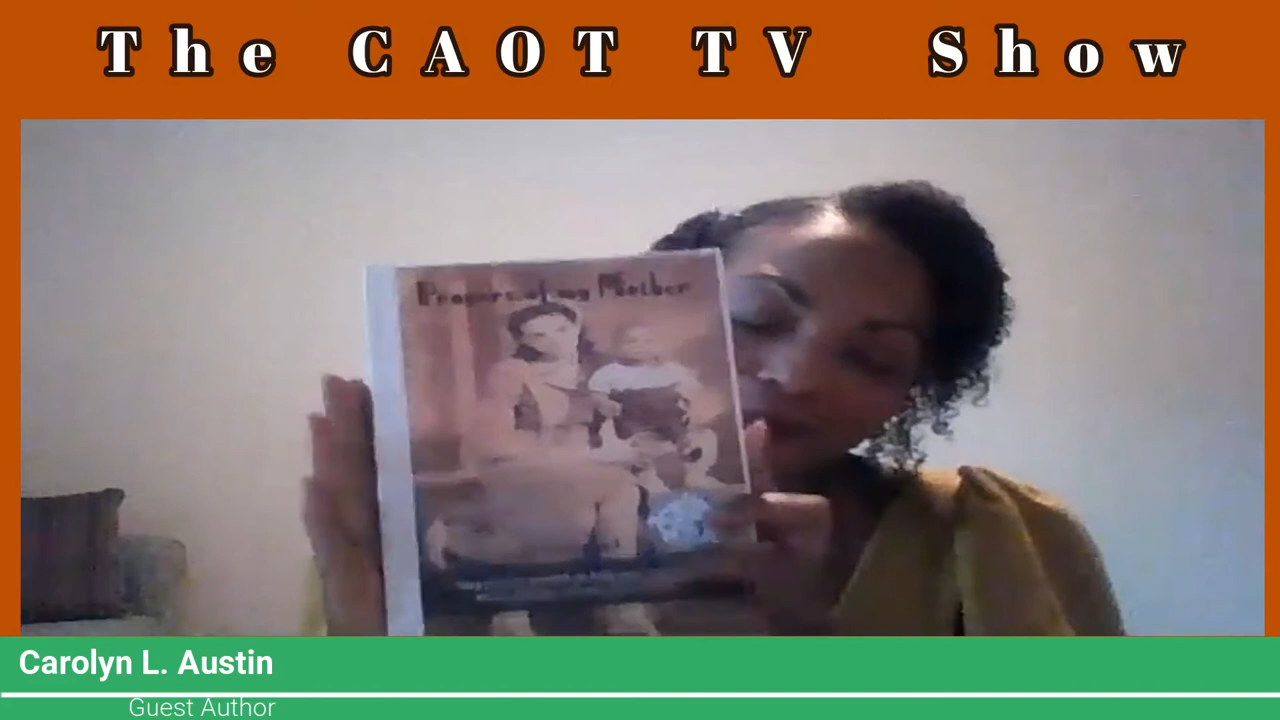 The CAOT TV Show
Prayers of my Mother
Carolyn L. Austin
Guest Author